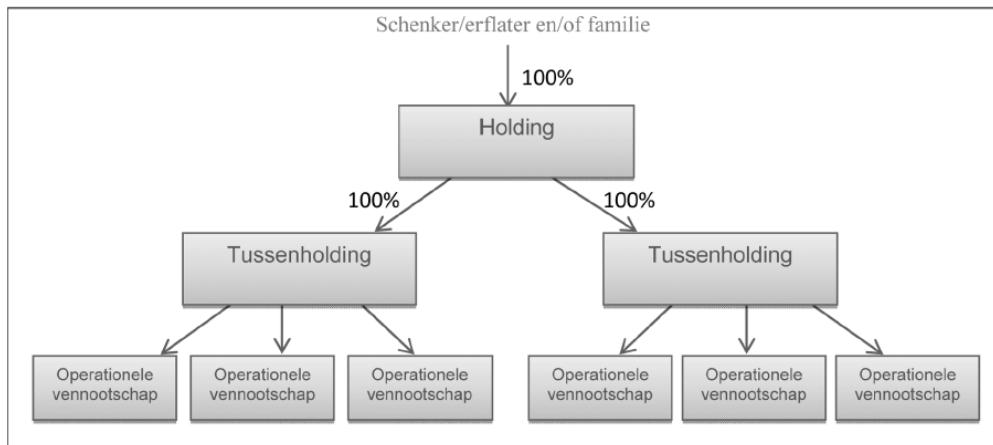 Schenker/erflater en/of familie
100%
Holding
100%
100%
Tussenholding
Tussenholding
Operationele
vennootschap
Operationele
vennootschap
Operationele
vennootschap
Operationele
vennootschap
Operationele
vennootschap
Operationele
vennootschap